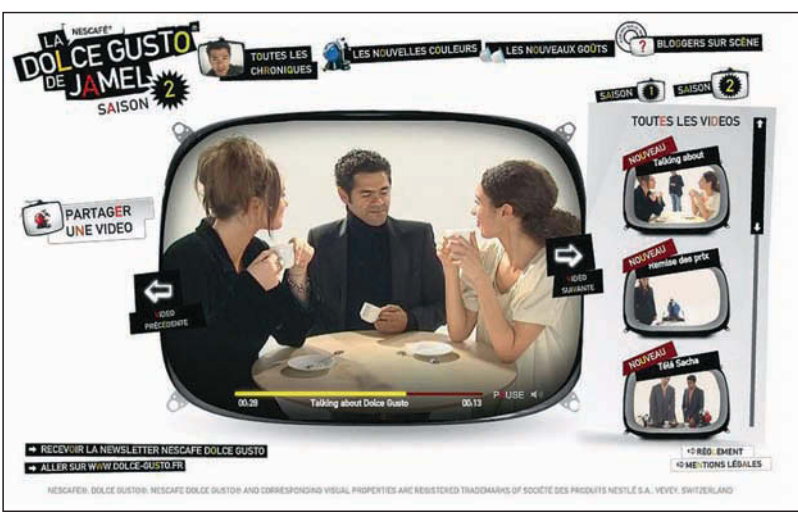 NESCAFÉ®
LA
DOLCE GUSTO®
DE JAMEL
SAISON 2
TOUTES LES
CHRONIQUES
LES NOUVELLES COULEURS
LES NOUVEAUX GOÛTS
?
BLOGGERS SUR SCÈNE
SAISON 1
SAISON 2
TOUTES LES VIDEOS
NOUVEAU
Talking about
NOUVEAU
Remise des prix
NOUVEAU
Télé Sacha
PARTAGER
UNE VIDEO
VIDEO
PRÉCÉDENTE
VIDÉO
SUIVANTE
00:28 Talking about Dolce Gusto 00:13 PAUSE
RECEVOIR LA NEWSLETTER NESCAFE DOLCE GUSTO
ALLER SUR WWW.DOLCE-GUSTO.FR
RÈGLEMENT
MENTIONS LÉGALES
NESCAFÉ®, DOLCE GUSTO®, NESCAFE DOLCE GUSTO® AND CORRESPONDING VISUAL PROPERTIES ARE REGISTERED TRADEMARKS OF SOCIÉTÉ DES PRODUITS NESTLÉ S.A., VEVEY, SWITZERLAND